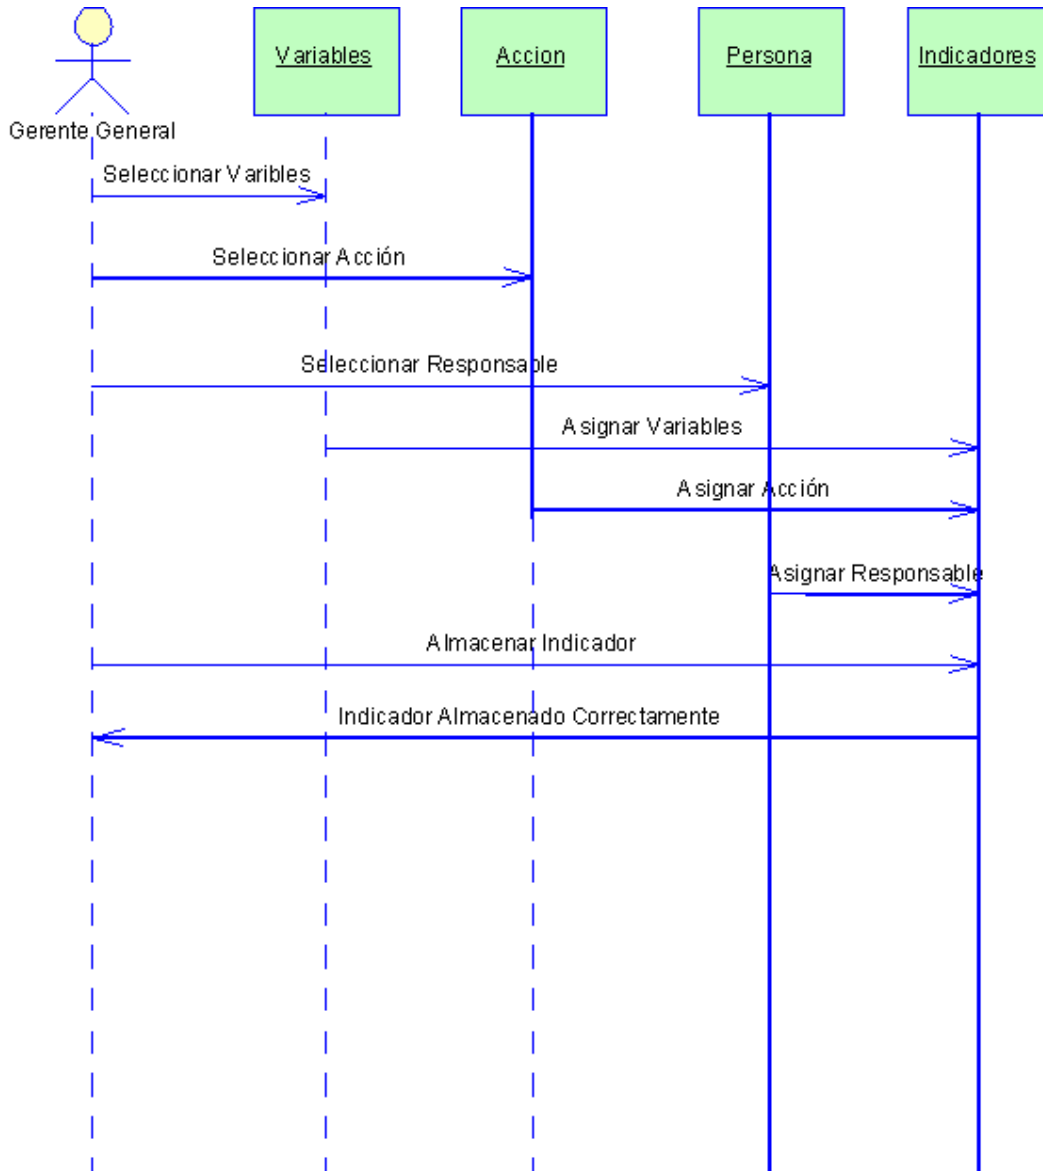 Variables
Accion
Persona
Indicadores
Gerente General
Seleccionar Varibles
Seleccionar Acción
Seleccionar Responsable
Asignar Variables
Asignar Acción
Asignar Responsable
Almacenar Indicador
Indicador Almacenado Correctamente